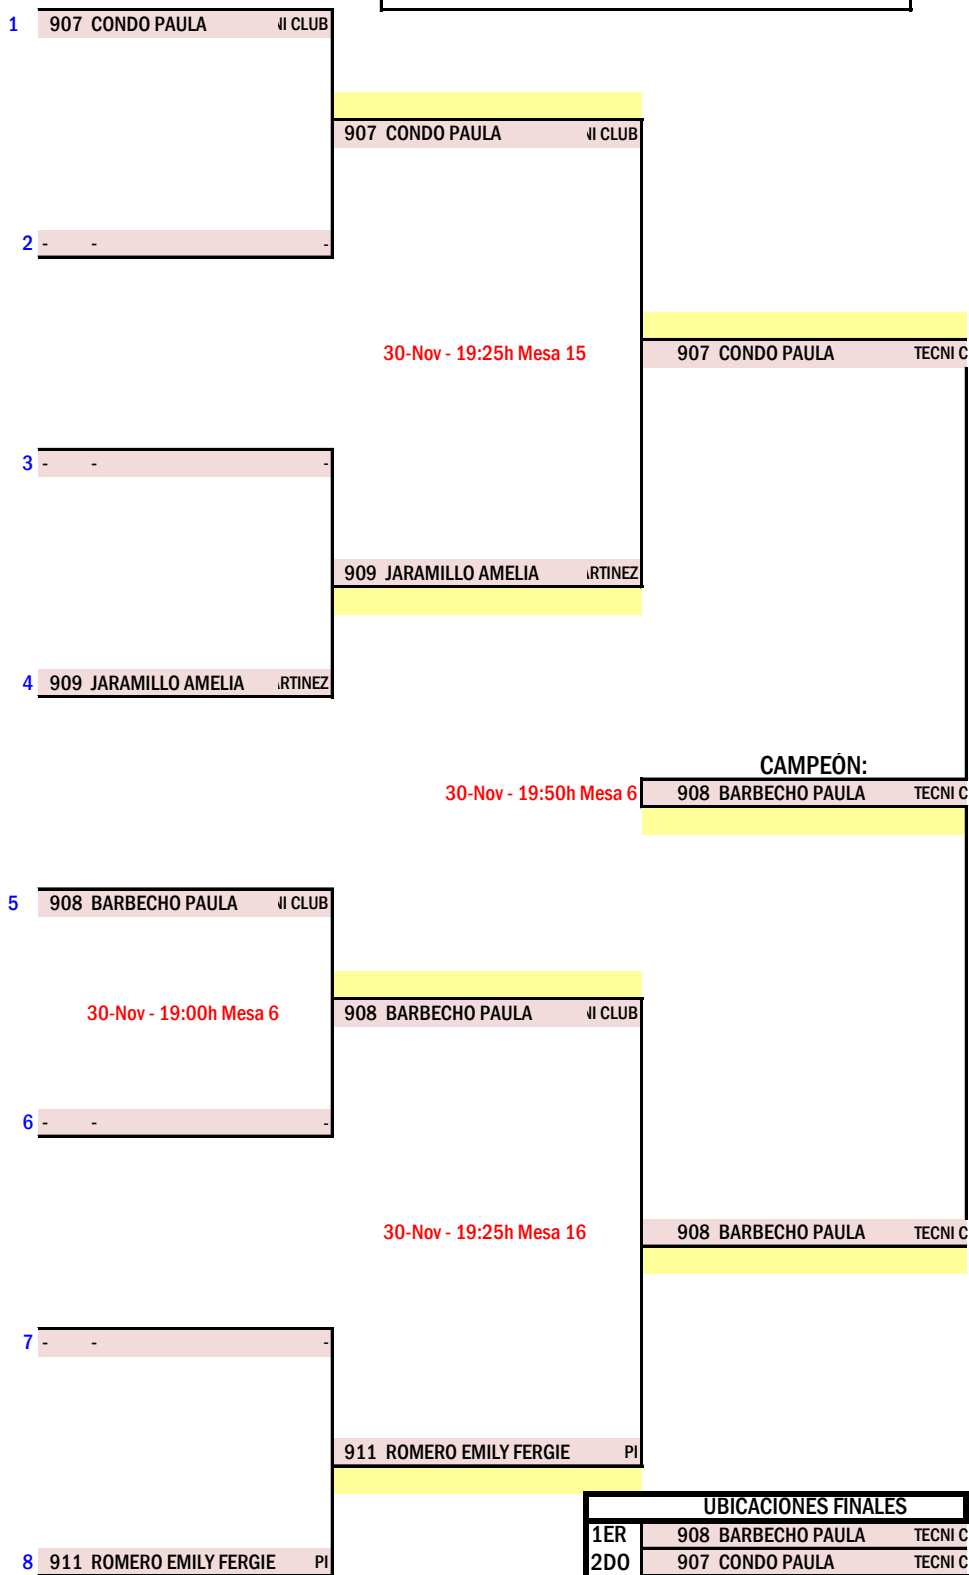 1 907 CONDO PAULA NI CLUB
907 CONDO PAULA NI CLUB
2 - - -
30-Nov - 19:25h Mesa 15
907 CONDO PAULA TECNI C
3 - - -
909 JARAMILLO AMELIA ARTINEZ
4 909 JARAMILLO AMELIA ARTINEZ
CAMPEÓN:
30-Nov - 19:50h Mesa 6
908 BARBECHO PAULA TECNI C
5 908 BARBECHO PAULA NI CLUB
30-Nov - 19:00h Mesa 6
908 BARBECHO PAULA NI CLUB
6 - - -
30-Nov - 19:25h Mesa 16
908 BARBECHO PAULA TECNI C
7 - - -
911 ROMERO EMILY FERGIE PI
8 911 ROMERO EMILY FERGIE PI
UBICACIONES FINALES
1ER 908 BARBECHO PAULA TECNI C
2DO 907 CONDO PAULA TECNI C